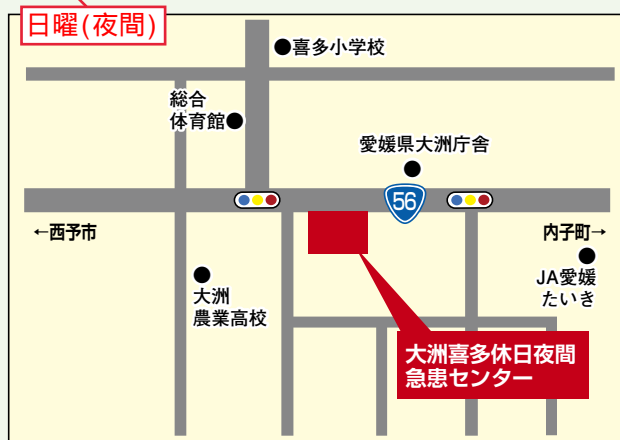 日曜(夜間)
喜多小学校
総合
体育館
愛媛県大洲庁舎
56
←西予市
内子町→
JA愛媛
たいき
大洲
農業高校
大洲喜多休日夜間
急患センター